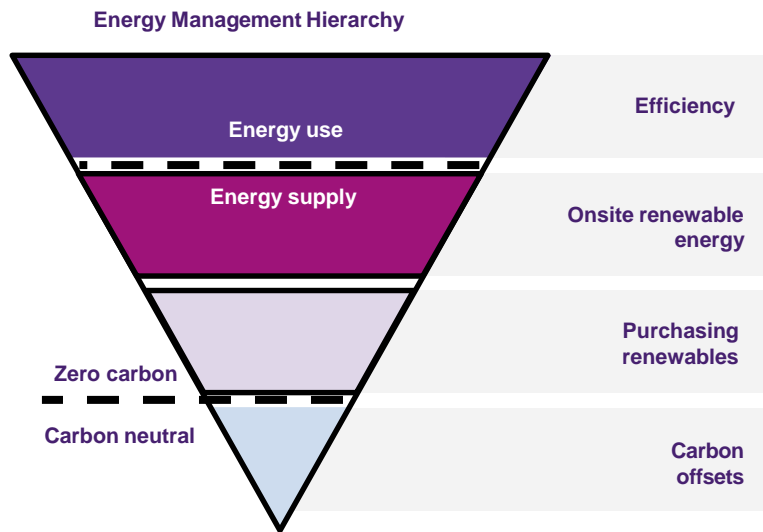 Energy Management Hierarchy
Energy use
Efficiency
Energy supply
Onsite renewable
energy
Purchasing
renewables
Zero carbon
Carbon neutral
Carbon
offsets